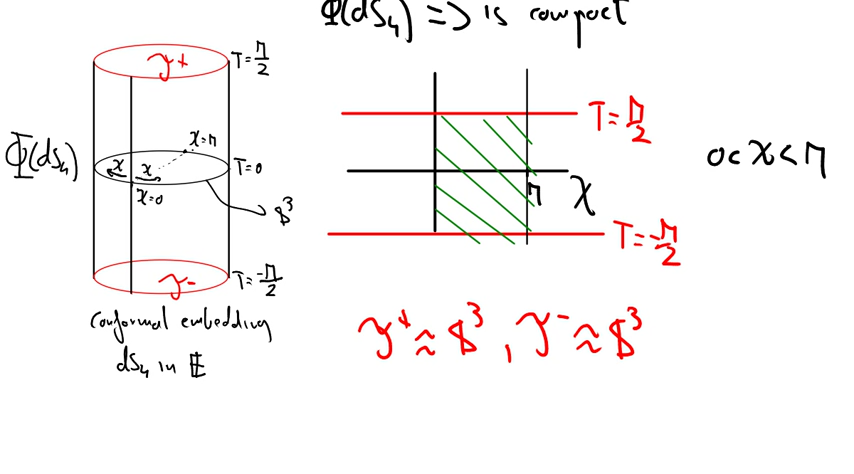 Φ(dS₄) => is compact
𝓘⁺
T = π/2
Φ(dS₄)
χ = π
χ
χ
T = 0
χ = 0
𝕊³
𝓘⁻
T = -π/2
conformal embedding
dS₄ in 𝔼
T = π/2
π
χ
T = -π/2
0 < χ < π
𝓘⁺ ≈ 𝕊³ , 𝓘⁻ ≈ 𝕊³